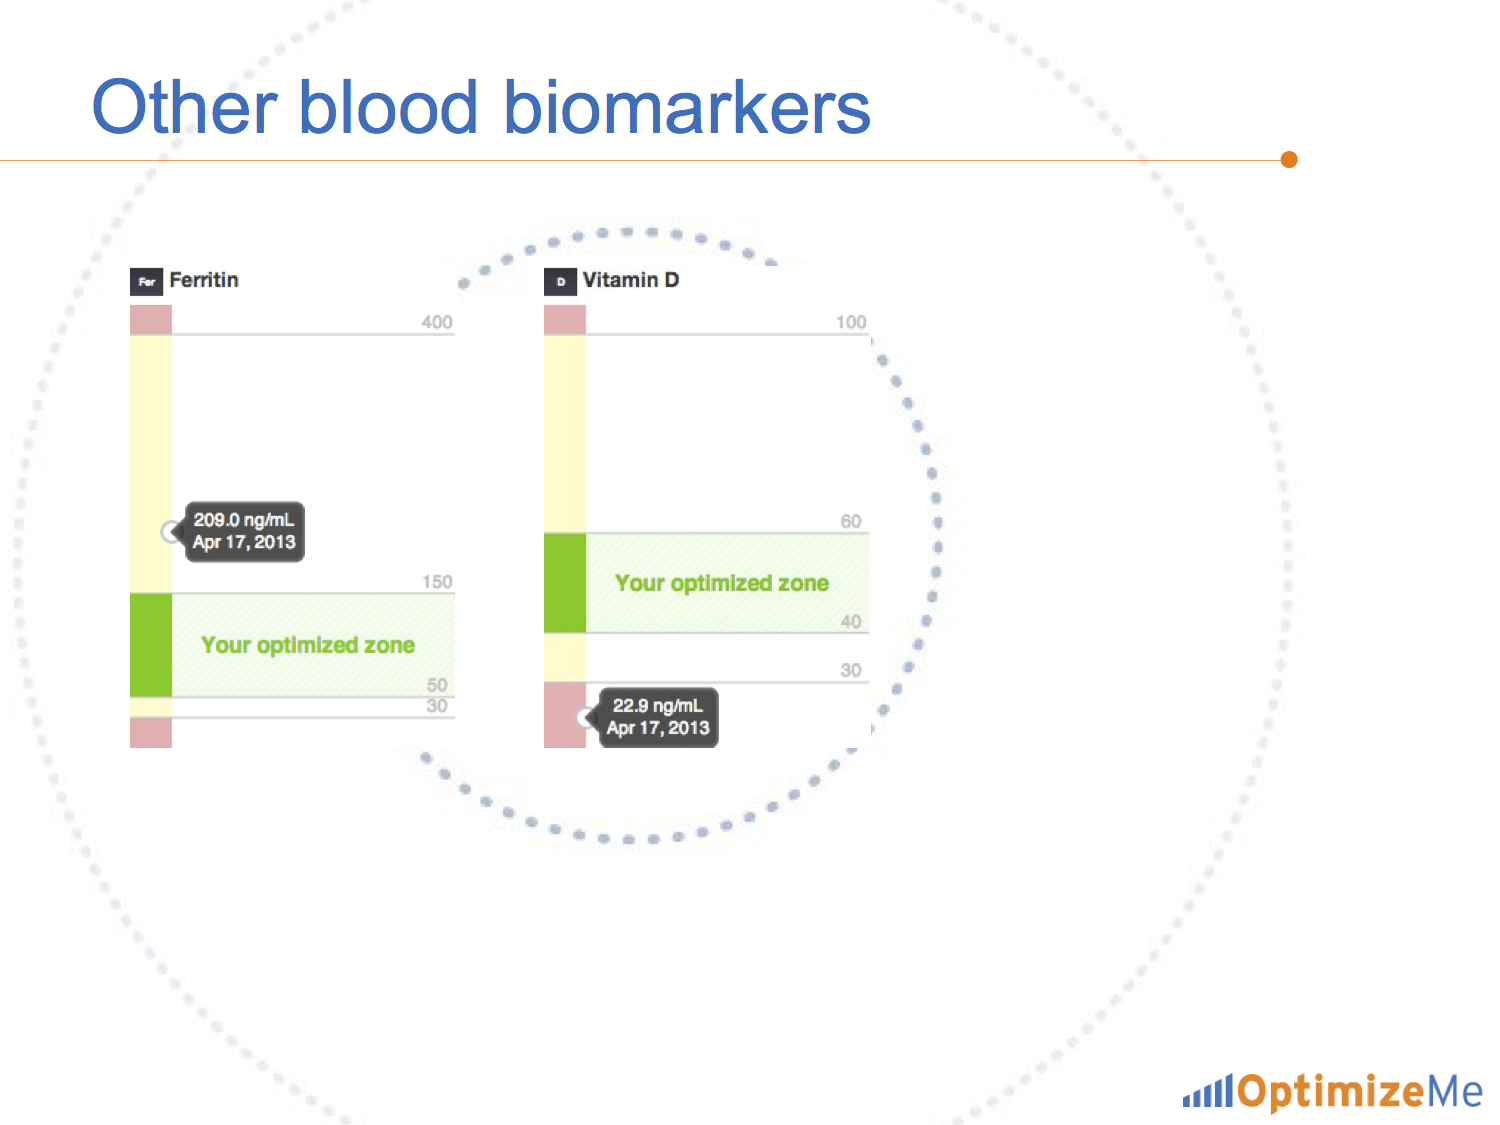 Other blood biomarkers
Fer Ferritin
400
209.0 ng/mL
Apr 17, 2013
150
Your optimized zone
50
30
D Vitamin D
100
60
Your optimized zone
40
30
22.9 ng/mL
Apr 17, 2013
OptimizeMe